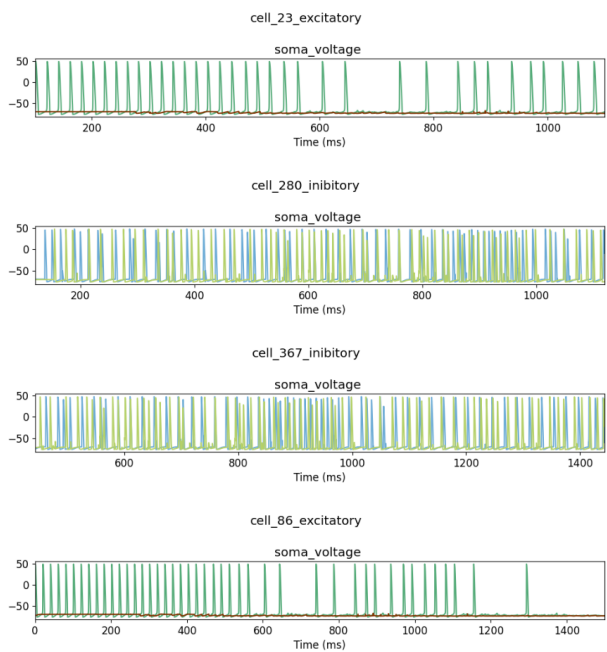 cell_23_excitatory
soma_voltage
50
0
−50
200 400 600 800 1000
Time (ms)
cell_280_inibitory
soma_voltage
50
0
−50
200 400 600 800 1000
Time (ms)
cell_367_inibitory
soma_voltage
50
0
−50
600 800 1000 1200 1400
Time (ms)
cell_86_excitatory
soma_voltage
50
0
−50
0 200 400 600 800 1000 1200 1400
Time (ms)